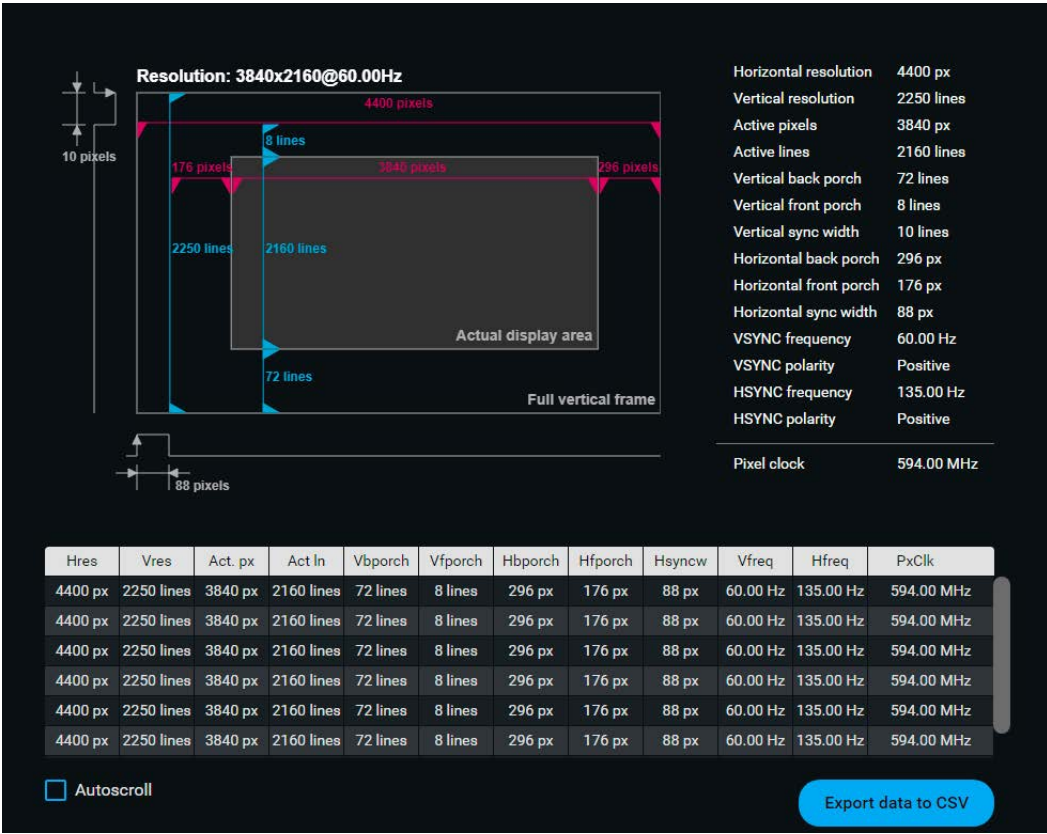 Resolution: 3840x2160@60.00Hz
4400 pixels
8 lines
10 pixels
176 pixels
3840 pixels
296 pixels
2250 lines
2160 lines
Actual display area
72 lines
Full vertical frame
88 pixels
Horizontal resolution 4400 px
Vertical resolution 2250 lines
Active pixels 3840 px
Active lines 2160 lines
Vertical back porch 72 lines
Vertical front porch 8 lines
Vertical sync width 10 lines
Horizontal back porch 296 px
Horizontal front porch 176 px
Horizontal sync width 88 px
VSYNC frequency 60.00 Hz
VSYNC polarity Positive
HSYNC frequency 135.00 Hz
HSYNC polarity Positive
Pixel clock 594.00 MHz
Hres Vres Act. px Act ln Vbporch Vfporch Hbporch Hfporch Hsyncw Vfreq Hfreq PxClk
4400 px 2250 lines 3840 px 2160 lines 72 lines 8 lines 296 px 176 px 88 px 60.00 Hz 135.00 Hz 594.00 MHz
4400 px 2250 lines 3840 px 2160 lines 72 lines 8 lines 296 px 176 px 88 px 60.00 Hz 135.00 Hz 594.00 MHz
4400 px 2250 lines 3840 px 2160 lines 72 lines 8 lines 296 px 176 px 88 px 60.00 Hz 135.00 Hz 594.00 MHz
4400 px 2250 lines 3840 px 2160 lines 72 lines 8 lines 296 px 176 px 88 px 60.00 Hz 135.00 Hz 594.00 MHz
4400 px 2250 lines 3840 px 2160 lines 72 lines 8 lines 296 px 176 px 88 px 60.00 Hz 135.00 Hz 594.00 MHz
4400 px 2250 lines 3840 px 2160 lines 72 lines 8 lines 296 px 176 px 88 px 60.00 Hz 135.00 Hz 594.00 MHz
Autoscroll
Export data to CSV